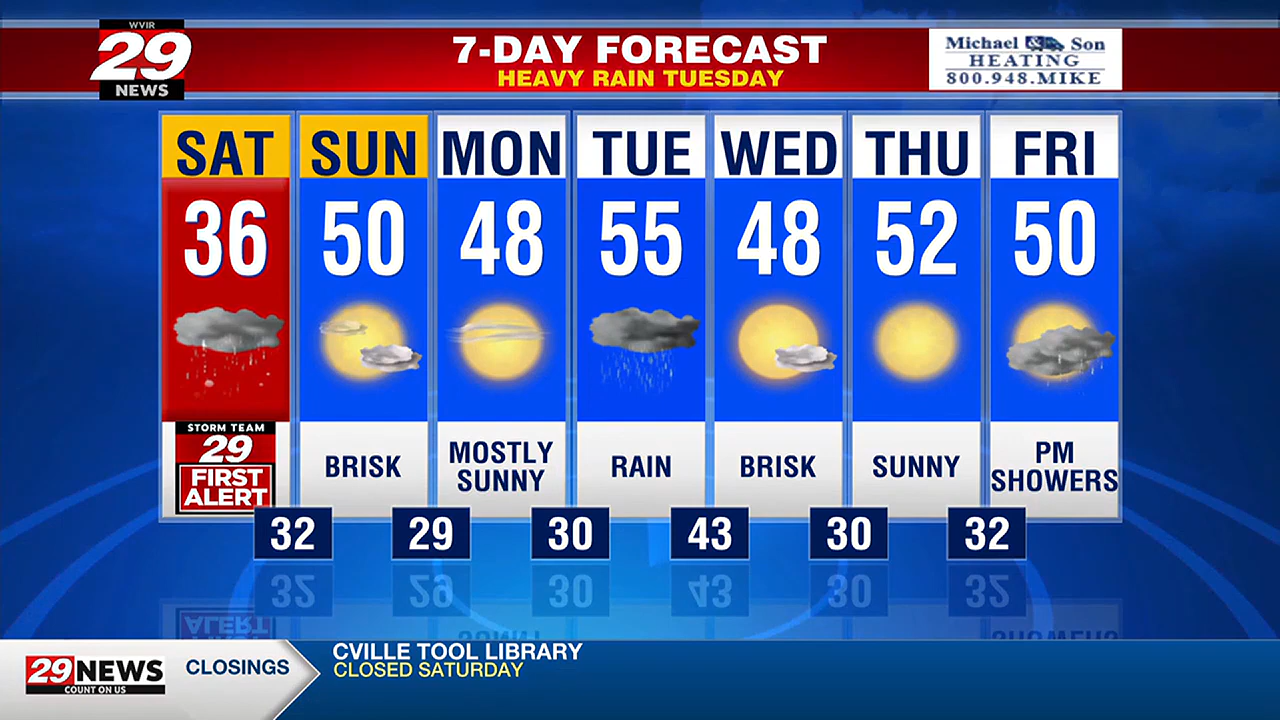 WVIR
29
NEWS
7-DAY FORECAST
HEAVY RAIN TUESDAY
Michael & Son
HEATING
800.948.MIKE
SAT SUN MON TUE WED THU FRI
36 50 48 55 48 52 50
STORM TEAM
29
FIRST
ALERT
BRISK
MOSTLY
SUNNY
RAIN
BRISK
SUNNY
PM
SHOWERS
32 29 30 43 30 32
29 NEWS
COUNT ON US
CLOSINGS
CVILLE TOOL LIBRARY
CLOSED SATURDAY